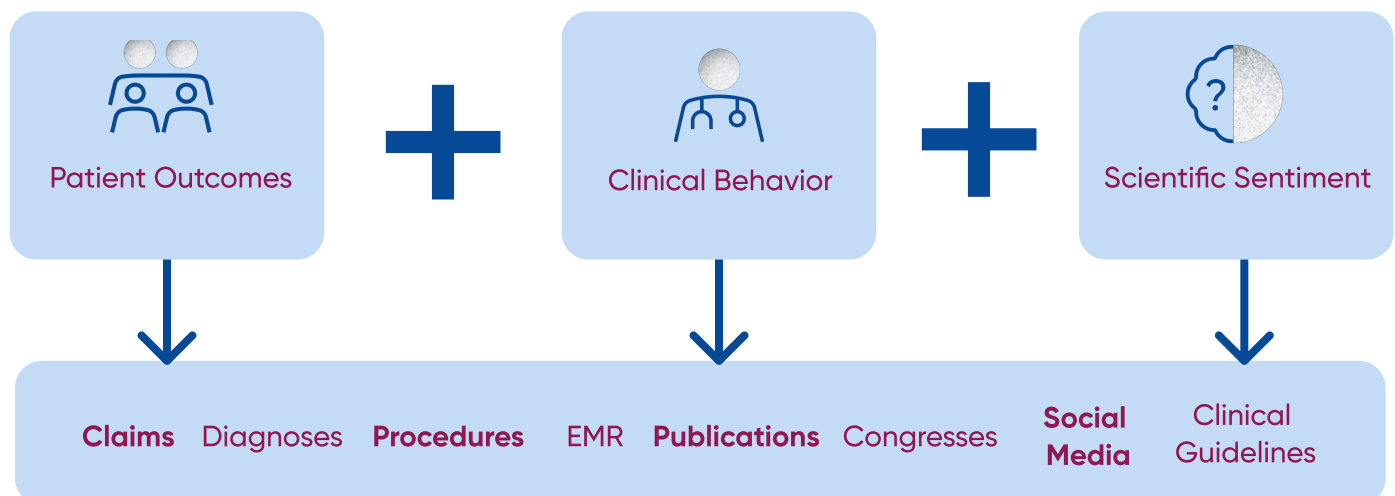 Patient Outcomes
Clinical Behavior
Scientific Sentiment
?
Claims Diagnoses Procedures EMR Publications Congresses
Social
Media
Clinical
Guidelines